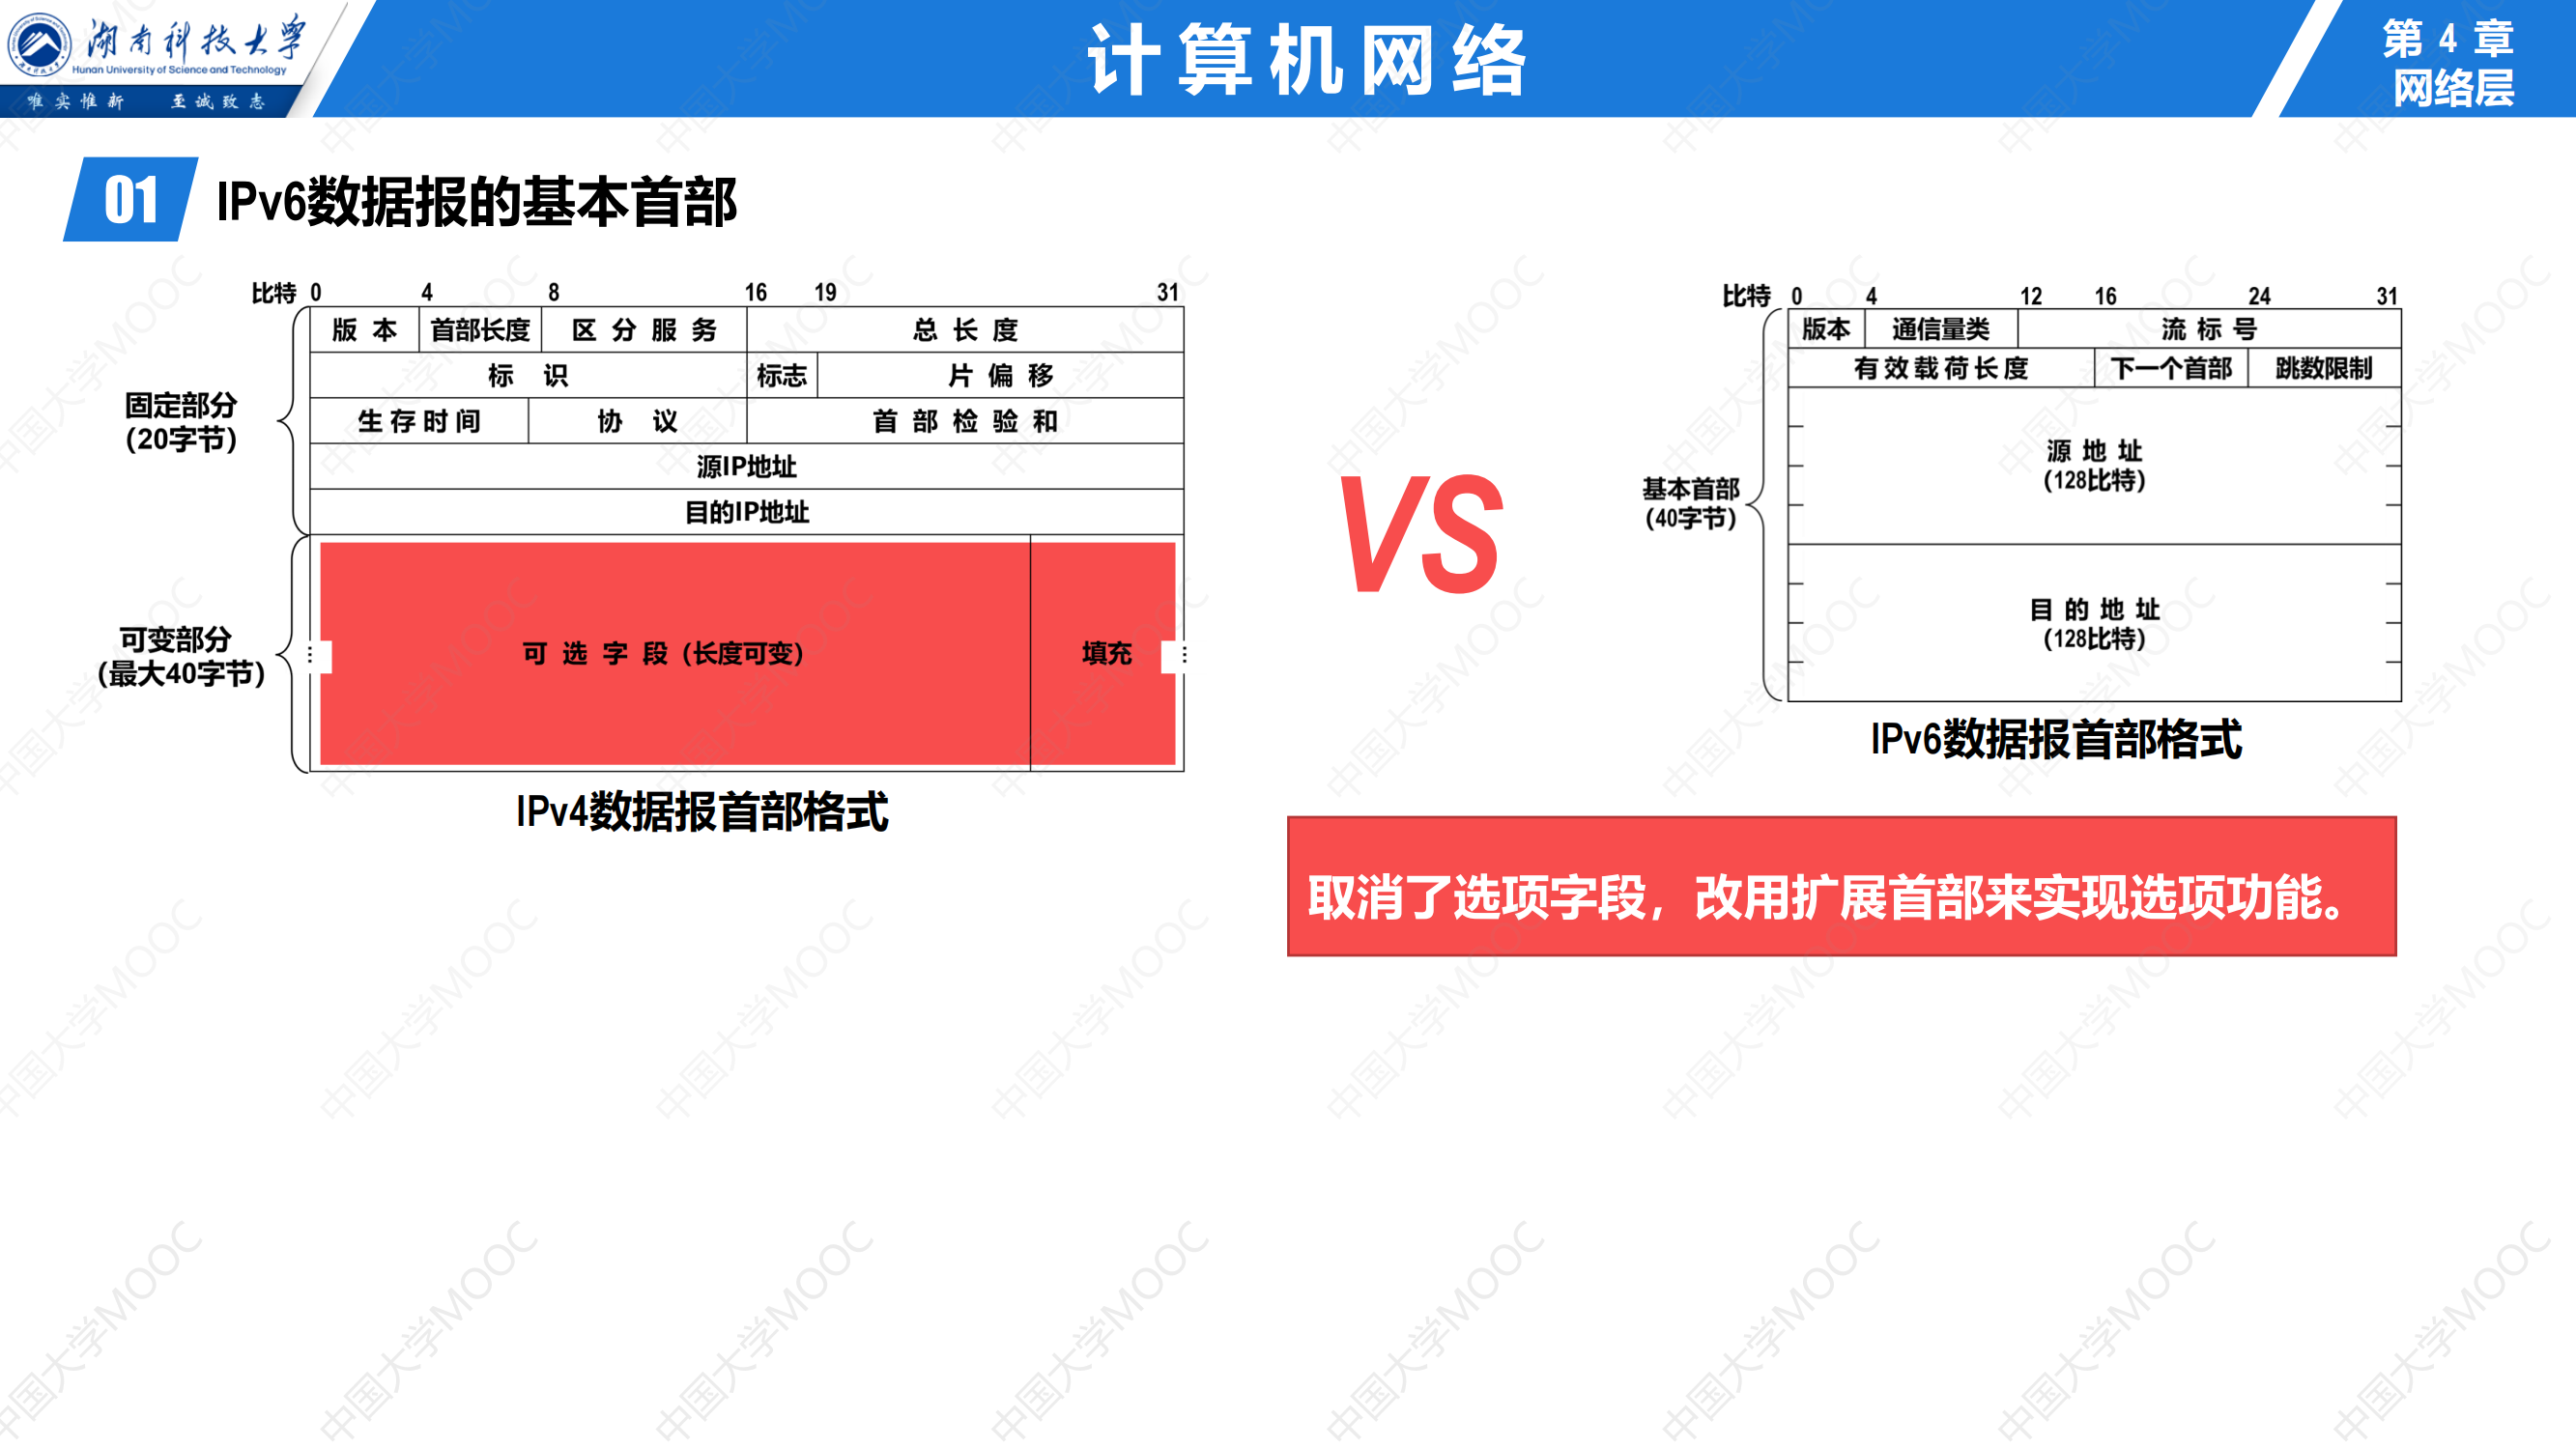 湖南科技大学
Hunan University of Science and Technology
唯实惟新 至诚致志
计算机网络
第 4 章
网络层
01 IPv6数据报的基本首部
比特 0 4 8 16 19 31
版 本 首部长度 区 分 服 务 总 长 度
标 识 标志 片 偏 移
生 存 时 间 协 议 首 部 检 验 和
源IP地址
目的IP地址
固定部分
(20字节)
可 选 字 段 (长度可变) 填充
可变部分
(最大40字节)
IPv4数据报首部格式
VS
比特 0 4 12 16 24 31
版本 通信量类 流 标 号
有 效 载 荷 长 度 下一个首部 跳数限制
源 地 址
(128比特)
基本首部
(40字节)
目 的 地 址
(128比特)
IPv6数据报首部格式
取消了选项字段，改用扩展首部来实现选项功能。
中国大学MOOC